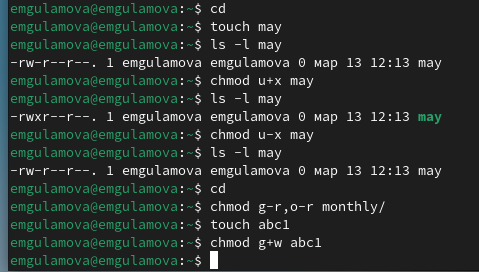 emgulamova@emgulamova:~$ cd
emgulamova@emgulamova:~$ touch may
emgulamova@emgulamova:~$ ls -l may
-rw-r--r--. 1 emgulamova emgulamova 0 мар 13 12:13 may
emgulamova@emgulamova:~$ chmod u+x may
emgulamova@emgulamova:~$ ls -l may
-rwxr--r--. 1 emgulamova emgulamova 0 мар 13 12:13 may
emgulamova@emgulamova:~$ chmod u-x may
emgulamova@emgulamova:~$ ls -l may
-rw-r--r--. 1 emgulamova emgulamova 0 мар 13 12:13 may
emgulamova@emgulamova:~$ cd
emgulamova@emgulamova:~$ chmod g-r,o-r monthly/
emgulamova@emgulamova:~$ touch abc1
emgulamova@emgulamova:~$ chmod g+w abc1
emgulamova@emgulamova:~$